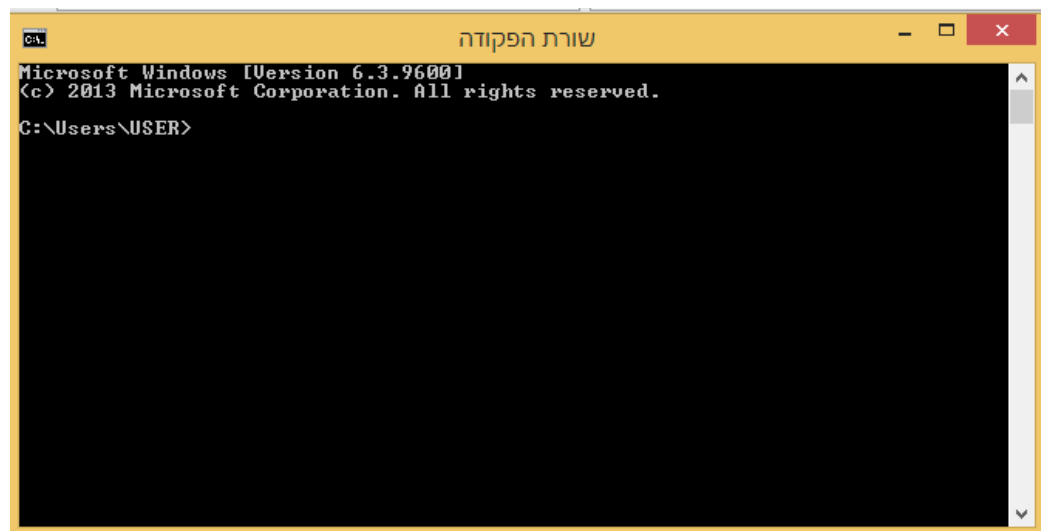 שורת הפקודה
Microsoft Windows [Version 6.3.9600]
(c) 2013 Microsoft Corporation. All rights reserved.
C:\Users\USER>